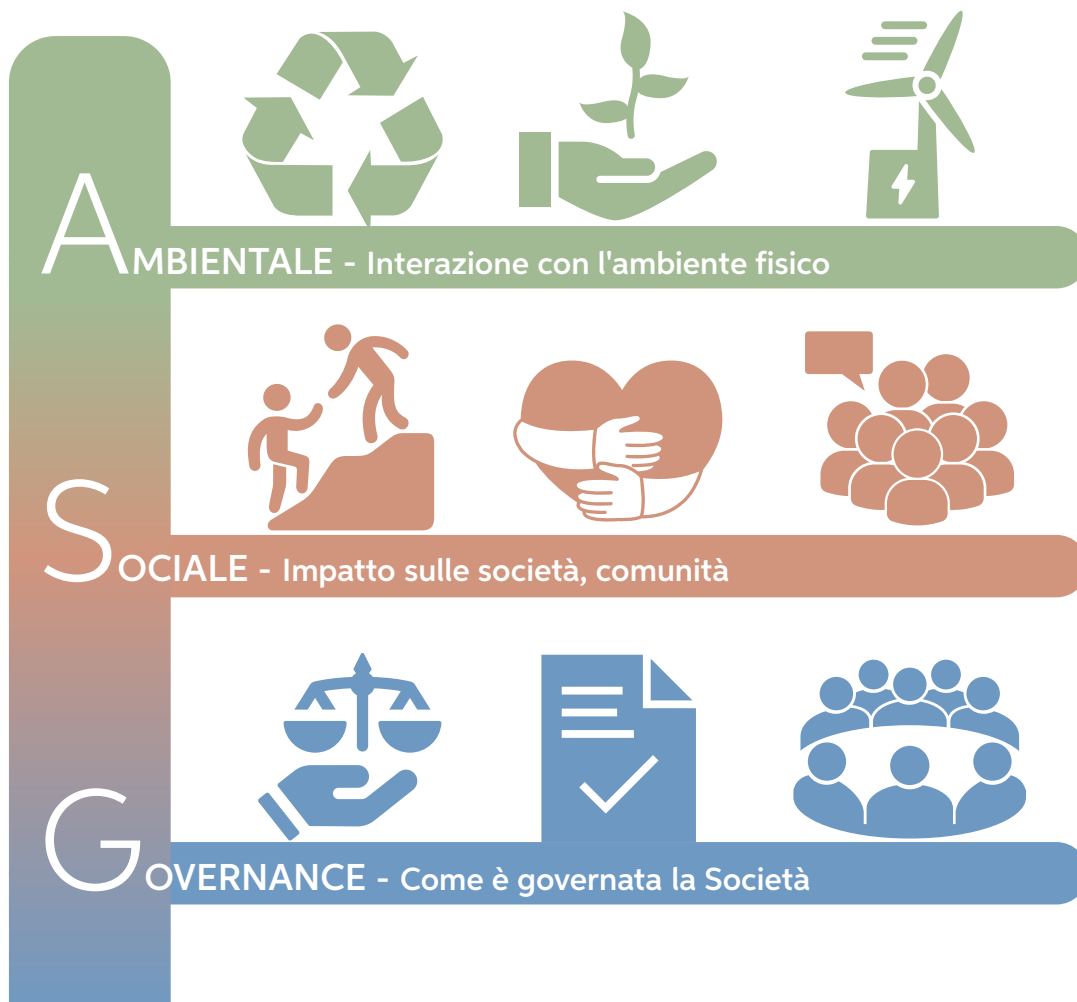 AMBIENTALE - Interazione con l'ambiente fisico
SOCIALE - Impatto sulle società, comunità
GOVERNANCE - Come è governata la Società